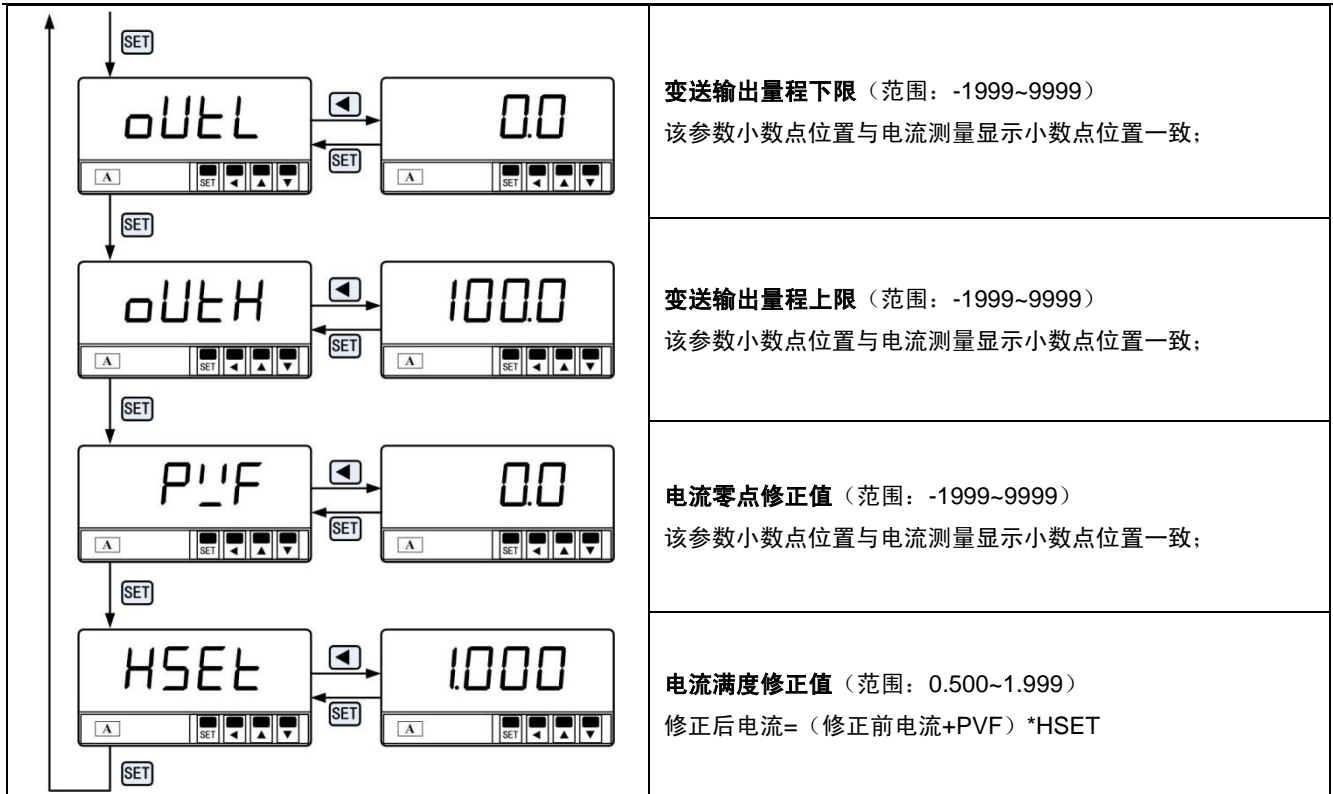 SET
oUtL
◀
0.0
SET
A
SET ◀ ▲ ▼
A
SET ◀ ▲ ▼
变送输出量程下限（范围：-1999~9999）
该参数小数点位置与电流测量显示小数点位置一致；
SET
oUtH
◀
100.0
SET
A
SET ◀ ▲ ▼
A
SET ◀ ▲ ▼
变送输出量程上限（范围：-1999~9999）
该参数小数点位置与电流测量显示小数点位置一致；
SET
PVF
◀
0.0
SET
A
SET ◀ ▲ ▼
A
SET ◀ ▲ ▼
电流零点修正值（范围：-1999~9999）
该参数小数点位置与电流测量显示小数点位置一致；
SET
HSEt
◀
1.000
SET
A
SET ◀ ▲ ▼
A
SET ◀ ▲ ▼
电流满度修正值（范围：0.500~1.999）
修正后电流=（修正前电流+PVF）*HSET
SET